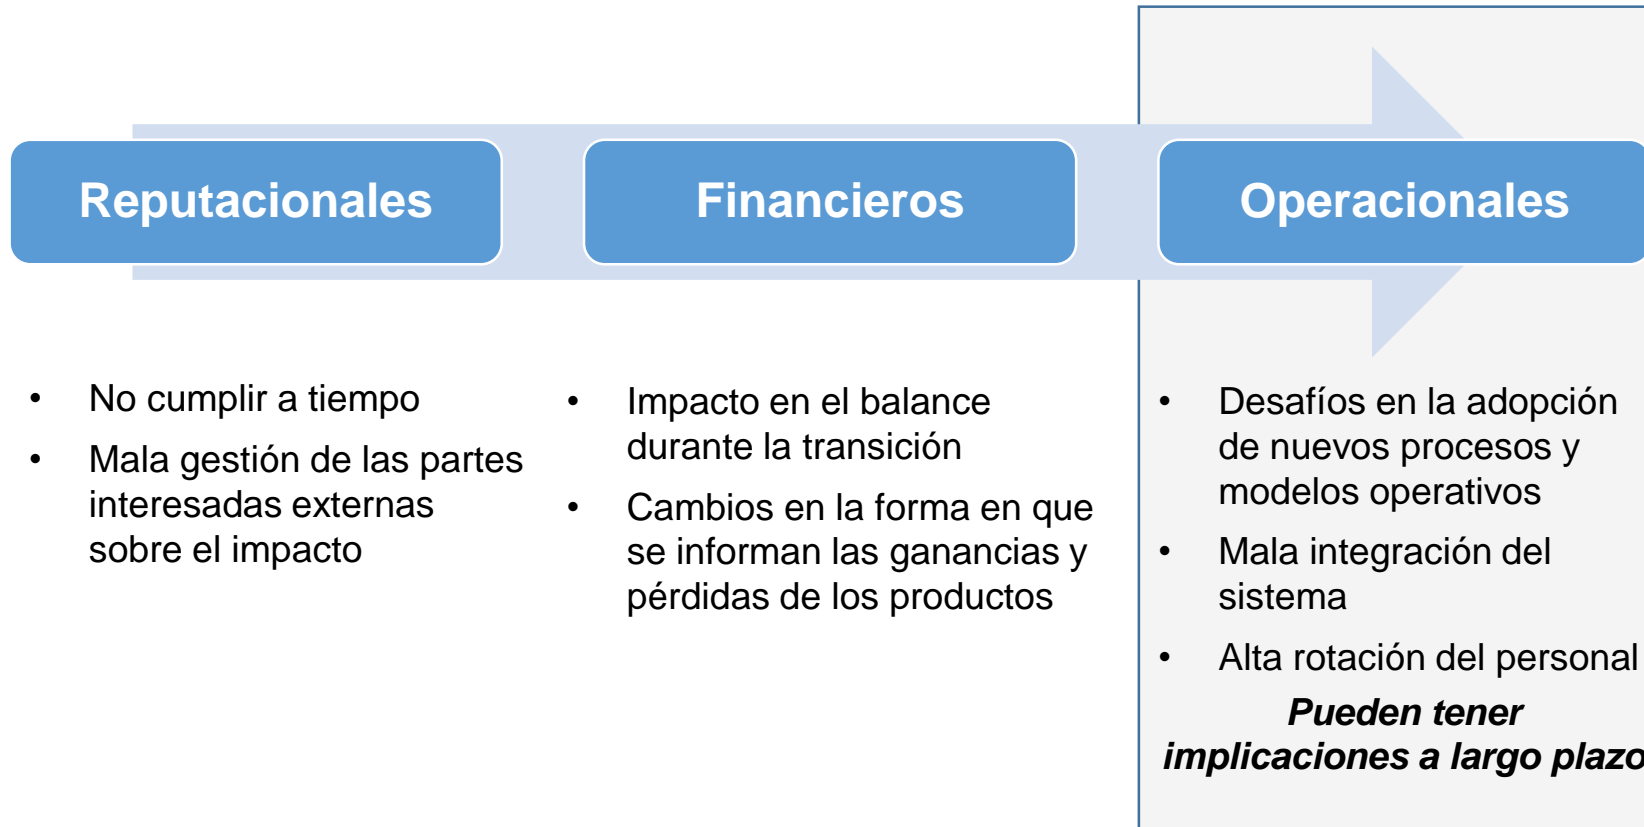 Reputacionales
Financieros
Operacionales
• No cumplir a tiempo
• Mala gestión de las partes
interesadas externas
sobre el impacto
• Impacto en el balance
durante la transición
• Cambios en la forma en que
se informan las ganancias y
pérdidas de los productos
• Desafíos en la adopción
de nuevos procesos y
modelos operativos
• Mala integración del
sistema
• Alta rotación del personal
Pueden tener
implicaciones a largo plazo